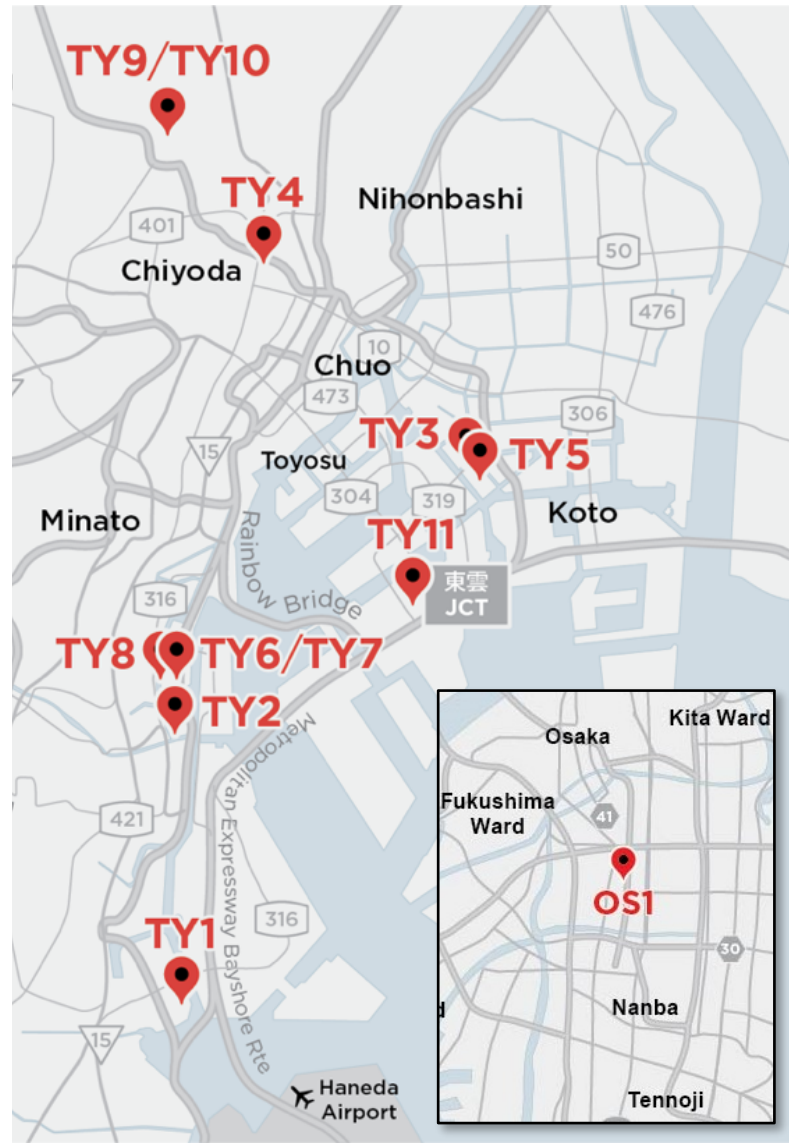 TY9/TY10
TY4
Nihonbashi
401
50
Chiyoda
476
10
Chuo
473
306
TY3
TY5
15
Toyosu
304
319
Koto
Minato
TY11
Rainbow Bridge
東雲
JCT
316
TY8
TY6/TY7
TY2
Metropolitan Expressway Bayshore Rte
421
TY1
316
15
Haneda
Airport
Kita Ward
Osaka
Fukushima
Ward
41
OS1
30
Nanba
d
Tennoji